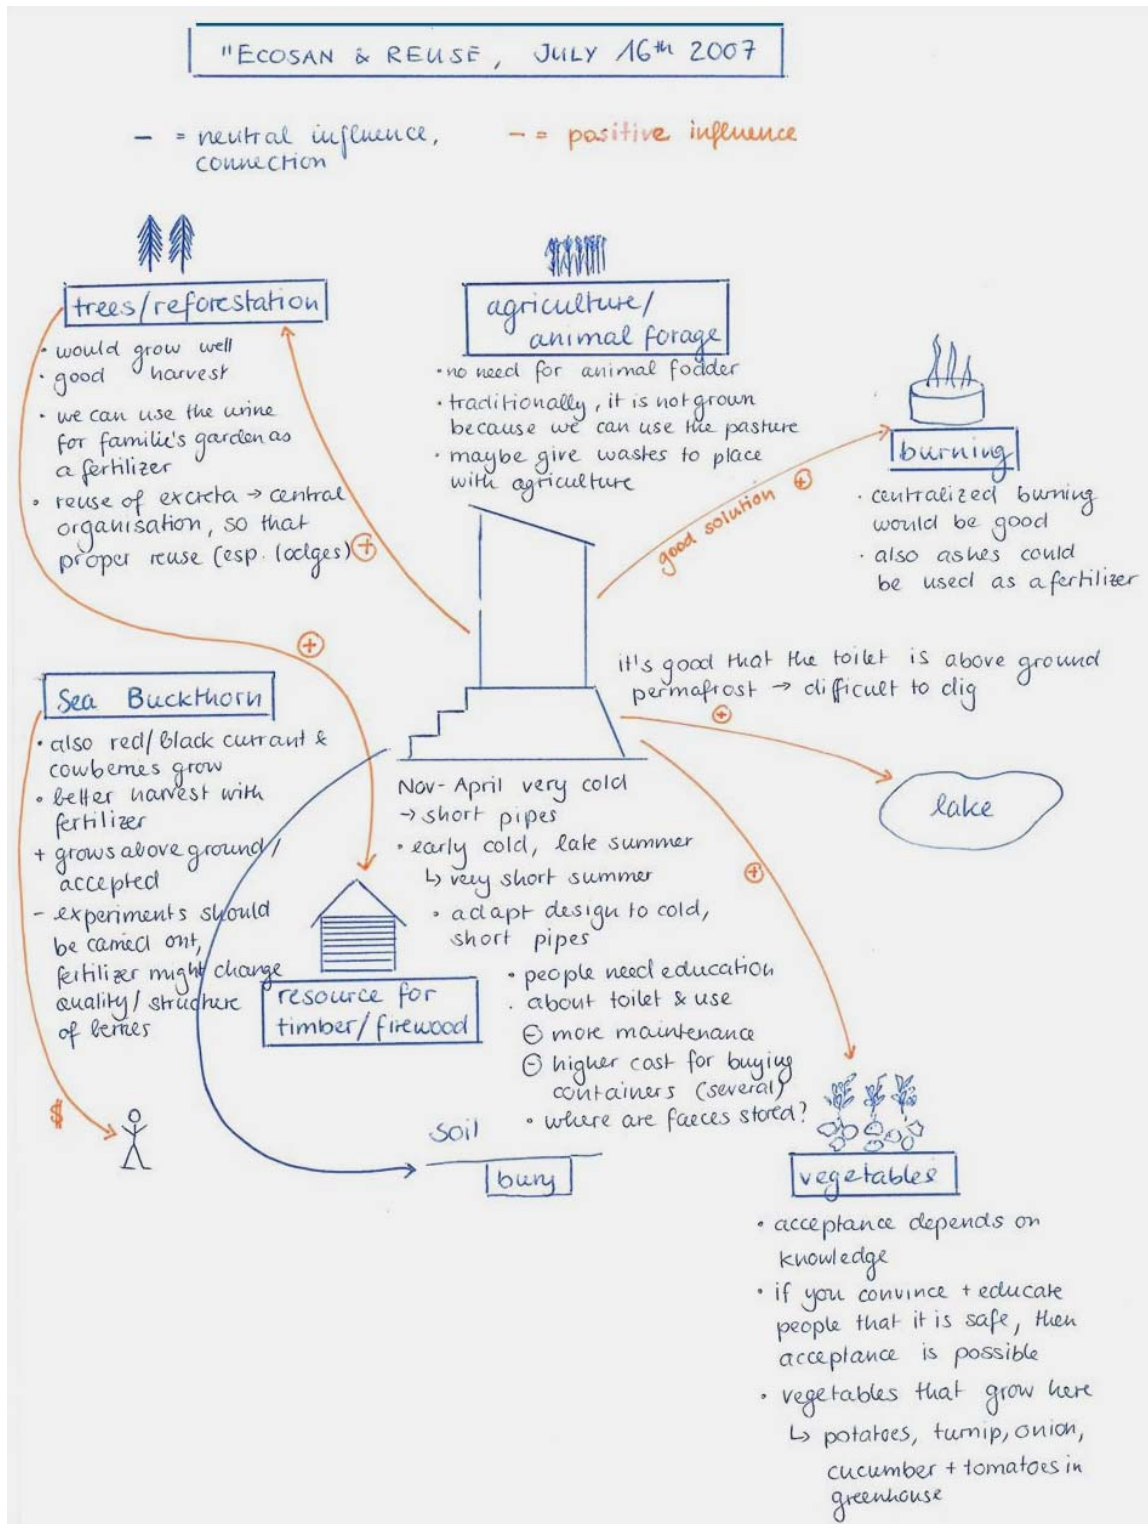 "ECOSAN & REUSE, JULY 16th 2007
— = neutral influence,
connection
— = positive influence
trees/reforestation
· would grow well
· good harvest
· we can use the urine
for familie's garden as
a fertilizer
· reuse of excreta → central
organisation, so that
proper reuse (esp. lodges) +
agriculture/
animal forage
· no need for animal fodder
· traditionally, it is not grown
because we can use the pasture
· maybe give wastes to place
with agriculture
good solution +
burning
· centralized burning
would be good
· also ashes could
be used as a fertilizer
+
it's good that the toilet is above ground
permafrost → difficult to dig
+
lake
Sea Buckthorn
· also red/black currant &
cowberries grow
· better harvest with
fertilizer
+ grows above ground/
accepted
- experiments should
be carried out,
fertilizer might change
quality/structure
of berries
$
Nov-April very cold
→ short pipes
· early cold, late summer
↳ very short summer
· adapt design to cold,
short pipes
· people need education
· about toilet & use
⊖ more maintenance
⊖ higher cost for buying
containers (several)
· where are faeces stored?
+
resource for
timber/firewood
soil
bury
vegetables
· acceptance depends on
knowledge
· if you convince + educate
people that it is safe, then
acceptance is possible
· vegetables that grow here
↳ potatoes, turnip, onion,
cucumber + tomatoes in
greenhouse